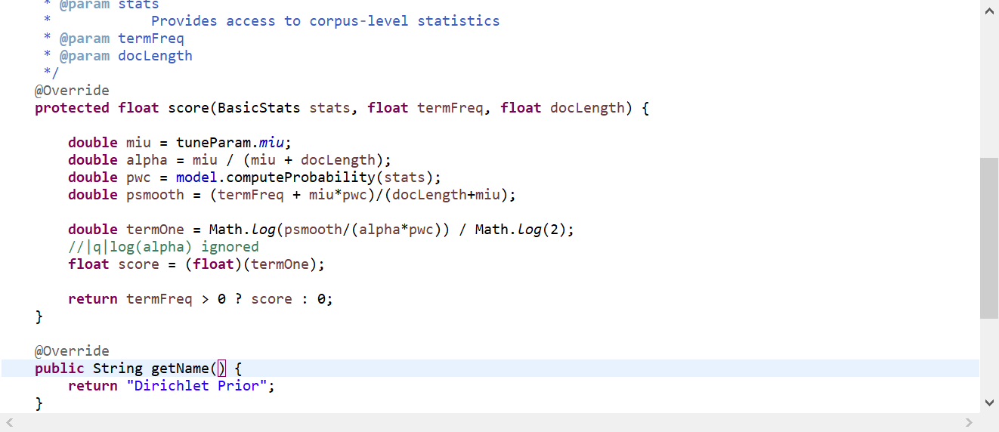 * @param stats
*            Provides access to corpus-level statistics
* @param termFreq
* @param docLength
*/
@Override
protected float score(BasicStats stats, float termFreq, float docLength) {
double miu = tuneParam.miu;
double alpha = miu / (miu + docLength);
double pwc = model.computeProbability(stats);
double psmooth = (termFreq + miu*pwc)/(docLength+miu);
double termOne = Math.log(psmooth/(alpha*pwc)) / Math.log(2);
//|q|log(alpha) ignored
float score = (float)(termOne);
return termFreq > 0 ? score : 0;
}
@Override
public String getName() {
return "Dirichlet Prior";
}